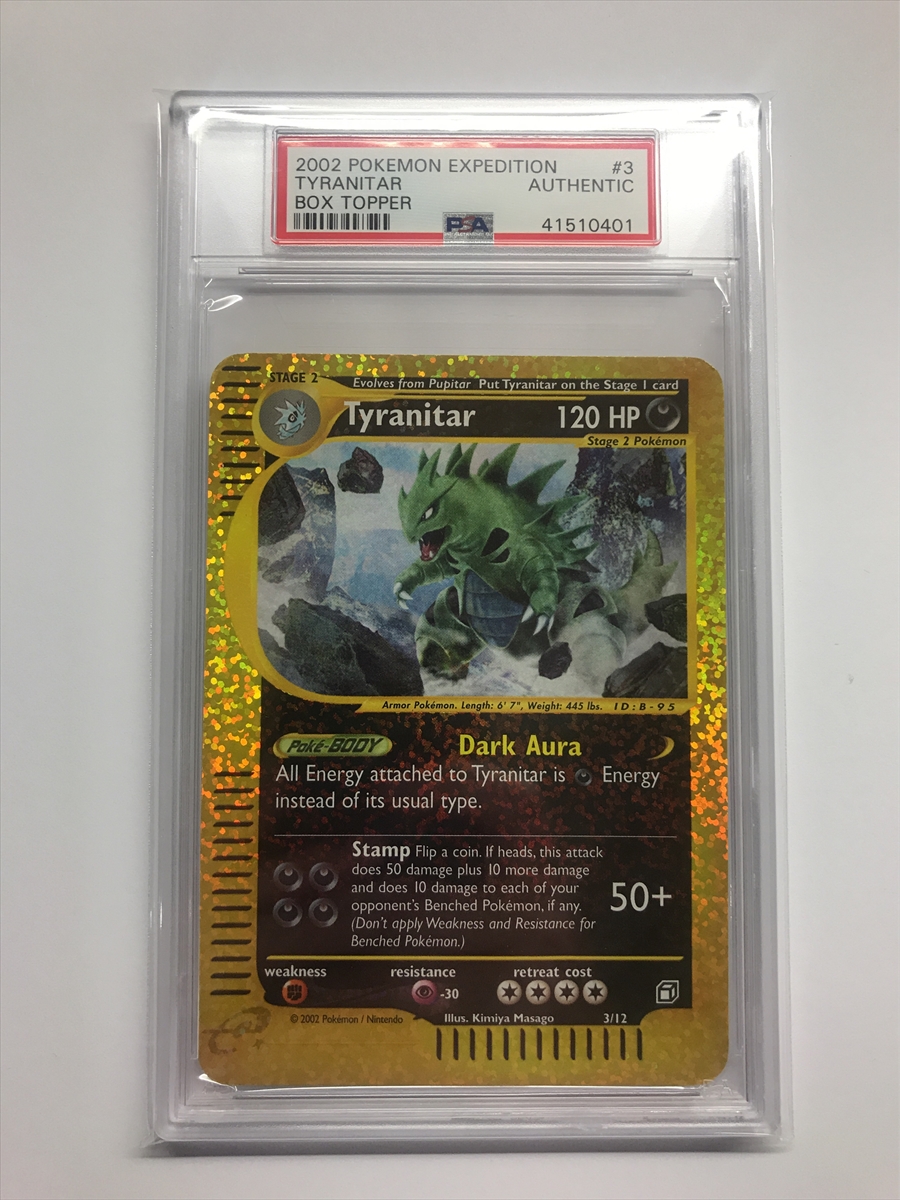 2002 POKEMON EXPEDITION #3
TYRANITAR AUTHENTIC
BOX TOPPER
PSA 41510401
STAGE 2 Evolves from Pupitar Put Tyranitar on the Stage 1 card
Tyranitar 120 HP
Stage 2 Pokémon
Armor Pokémon. Length: 6' 7", Weight: 445 lbs. ID:B-95
Poké-BODY Dark Aura
All Energy attached to Tyranitar is Energy
instead of its usual type.
Stamp Flip a coin. If heads, this attack
does 50 damage plus 10 more damage
and does 10 damage to each of your
opponent's Benched Pokémon, if any.
(Don't apply Weakness and Resistance for
Benched Pokémon.)
50+
weakness resistance retreat cost
-30
© 2002 Pokémon / Nintendo Illus. Kimiya Masago 3/12